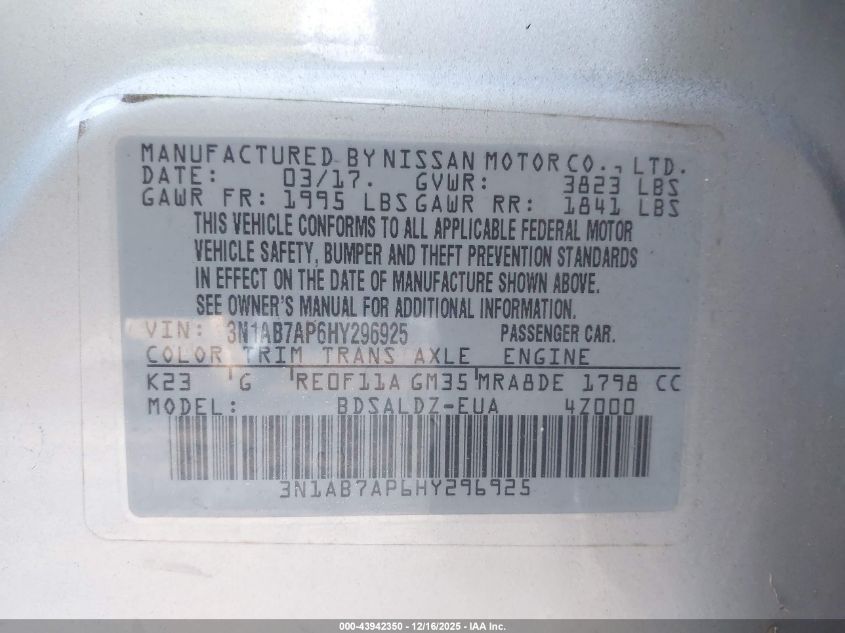 MANUFACTURED BY NISSAN MOTOR CO., LTD.
DATE: 03/17. GVWR: 3823 LBS
GAWR FR: 1995 LBS GAWR RR: 1841 LBS
THIS VEHICLE CONFORMS TO ALL APPLICABLE FEDERAL MOTOR
VEHICLE SAFETY, BUMPER AND THEFT PREVENTION STANDARDS
IN EFFECT ON THE DATE OF MANUFACTURE SHOWN ABOVE.
SEE OWNER'S MANUAL FOR ADDITIONAL INFORMATION.
VIN: 3N1AB7AP6HY296925 PASSENGER CAR.
COLOR TRIM TRANS AXLE ENGINE
K23 G RE0F11A GM35 MRA8DE 1798 CC
MODEL: BDSALDZ-EUA 4Z000
3N1AB7AP6HY296925
000-43942350 - 12/16/2025 - IAA Inc.